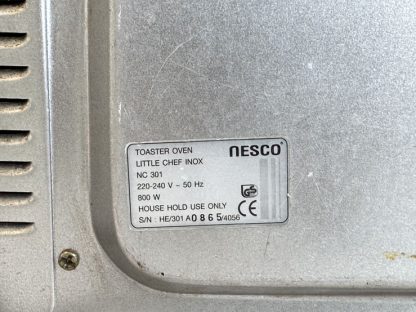 TOASTER OVEN nesco
LITTLE CHEF INOX
NC 301
220-240 V ~ 50 Hz
800 W
HOUSE HOLD USE ONLY CE
S/N : HE/301 A 0865/4056